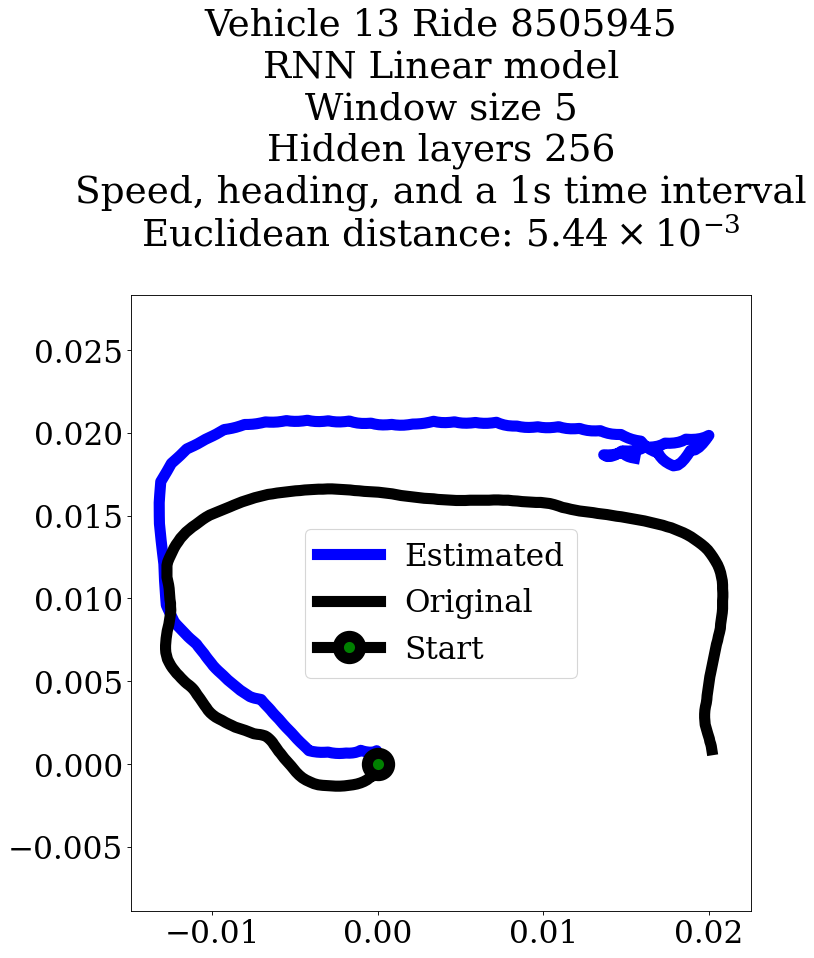 Vehicle 13 Ride 8505945
RNN Linear model
Window size 5
Hidden layers 256
Speed, heading, and a 1s time interval
Euclidean distance: 5.44 × 10⁻³
0.025
0.020
0.015
0.010
0.005
0.000
−0.005
Estimated
Original
Start
−0.01 0.00 0.01 0.02